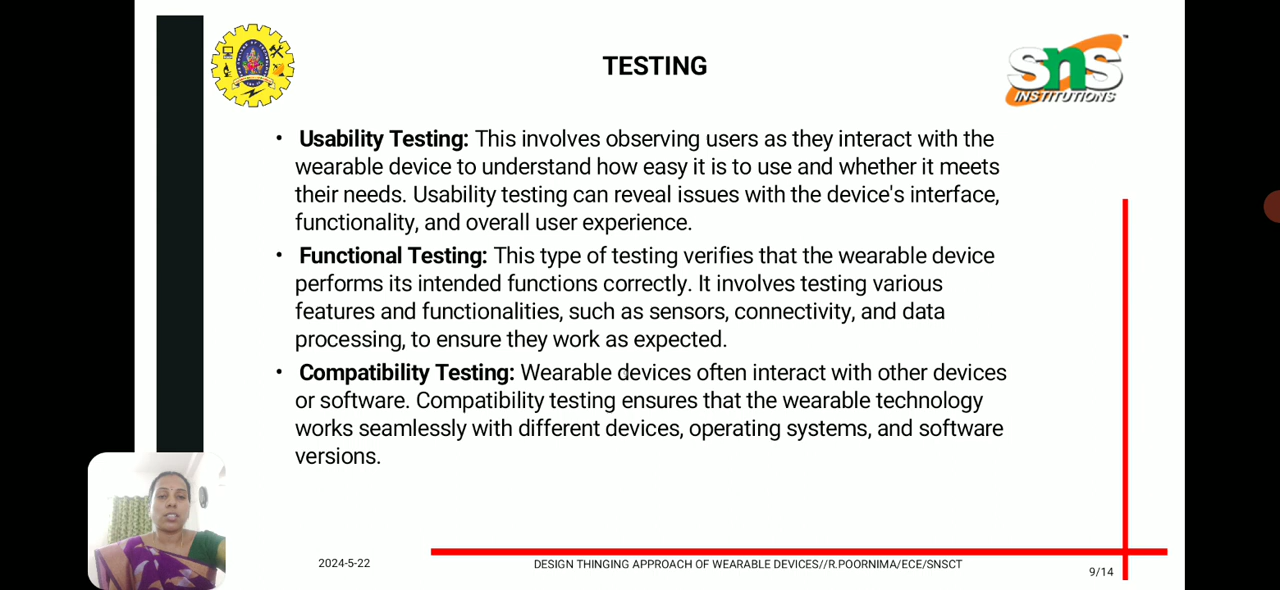 TESTING
sns
INSTITUTIONS
™
• Usability Testing: This involves observing users as they interact with the
wearable device to understand how easy it is to use and whether it meets
their needs. Usability testing can reveal issues with the device's interface,
functionality, and overall user experience.
• Functional Testing: This type of testing verifies that the wearable device
performs its intended functions correctly. It involves testing various
features and functionalities, such as sensors, connectivity, and data
processing, to ensure they work as expected.
• Compatibility Testing: Wearable devices often interact with other devices
or software. Compatibility testing ensures that the wearable technology
works seamlessly with different devices, operating systems, and software
versions.
2024-5-22
DESIGN THINGING APPROACH OF WEARABLE DEVICES//R.POORNIMA/ECE/SNSCT
9/14